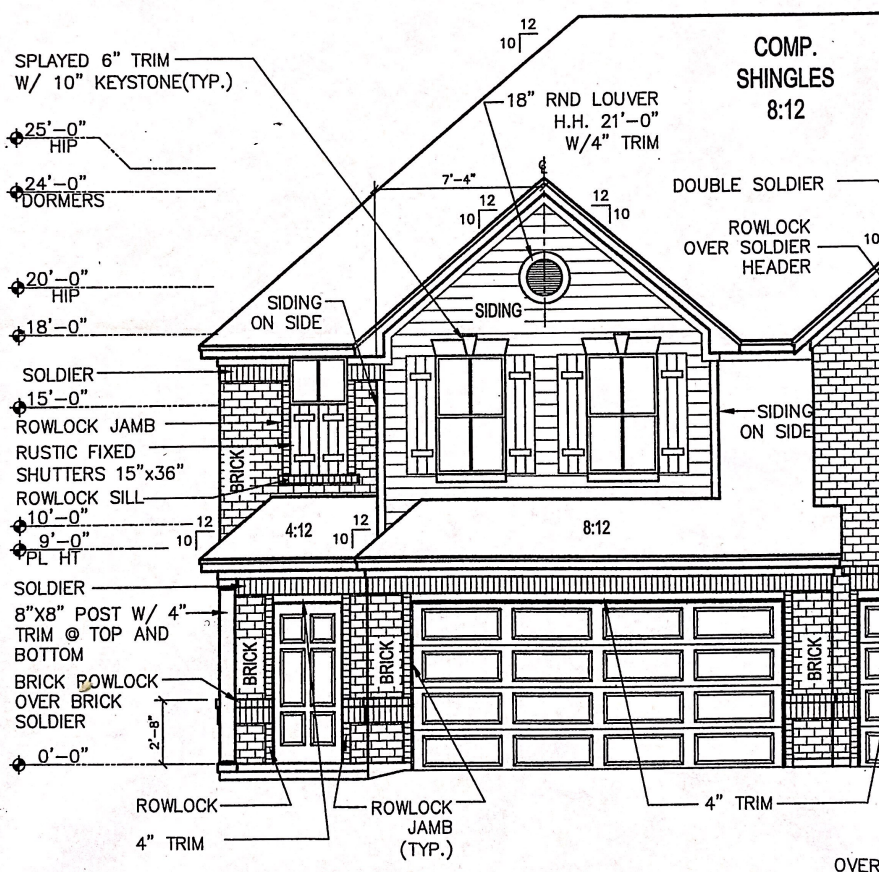 12
10
SPLAYED 6" TRIM
W/ 10" KEYSTONE(TYP.)
COMP.
SHINGLES
8:12
18" RND LOUVER
H.H. 21'-0"
W/4" TRIM
25'-0"
HIP
24'-0"
DORMERS
7'-4"
12
10
12
10
DOUBLE SOLDIER
ROWLOCK
OVER SOLDIER
HEADER
10
20'-0"
HIP
18'-0"
SIDING
ON SIDE
SIDING
SOLDIER
15'-0"
ROWLOCK JAMB
RUSTIC FIXED
SHUTTERS 15"x36"
ROWLOCK SILL
BRICK
SIDING
ON SIDE
10'-0"
9'-0"
PL HT
12
10
4:12
12
10
8:12
SOLDIER
8"X8" POST W/ 4"
TRIM @ TOP AND
BOTTOM
BRICK ROWLOCK
OVER BRICK
SOLDIER
2'-8"
0'-0"
BRICK
BRICK
BRICK
ROWLOCK
4" TRIM
ROWLOCK
JAMB
(TYP.)
4" TRIM
OVER